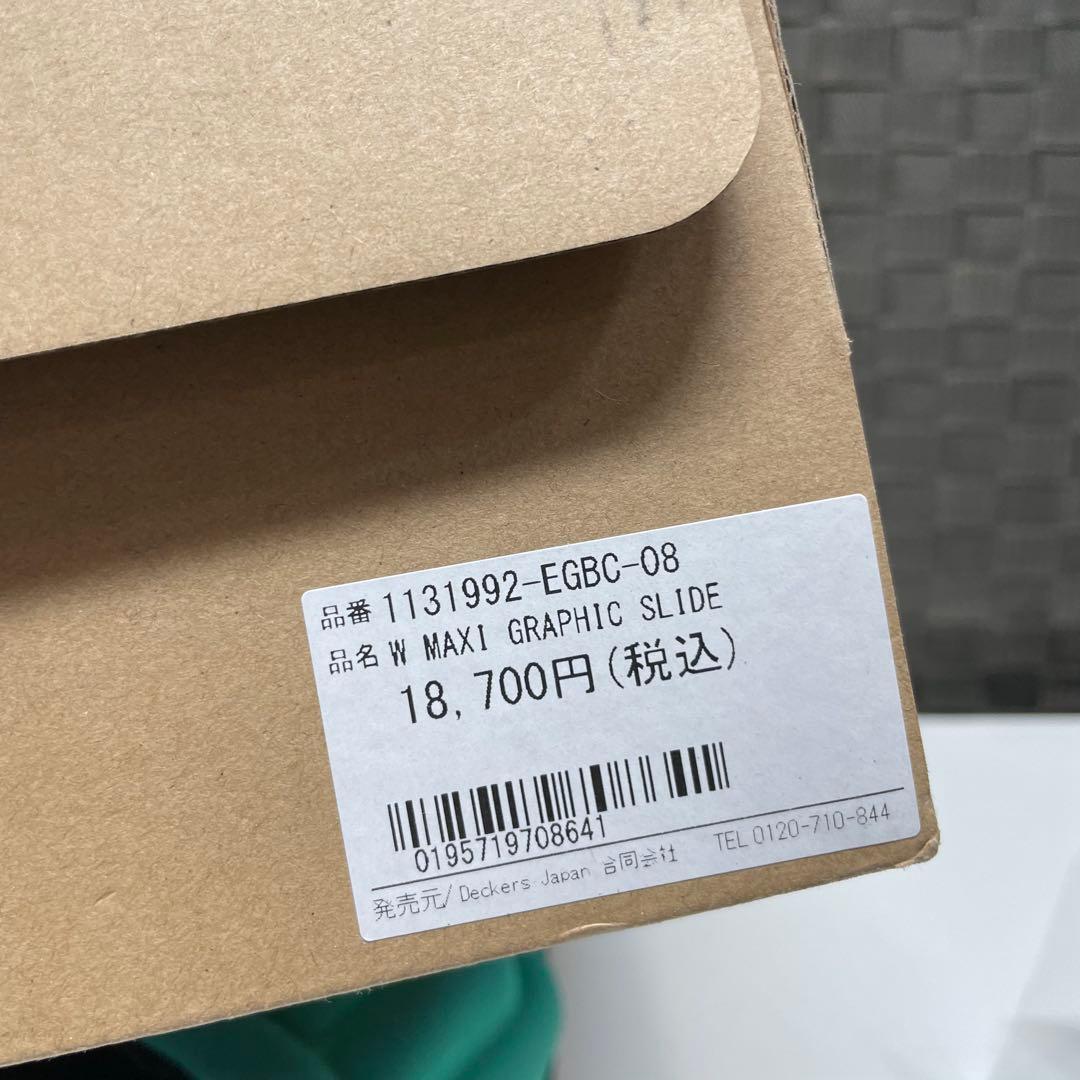 品番 1131992-EGBC-08
品名 W MAXI GRAPHIC SLIDE
18,700円(税込)
0195719708641
発売元/Deckers Japan 合同会社 TEL 0120-710-844